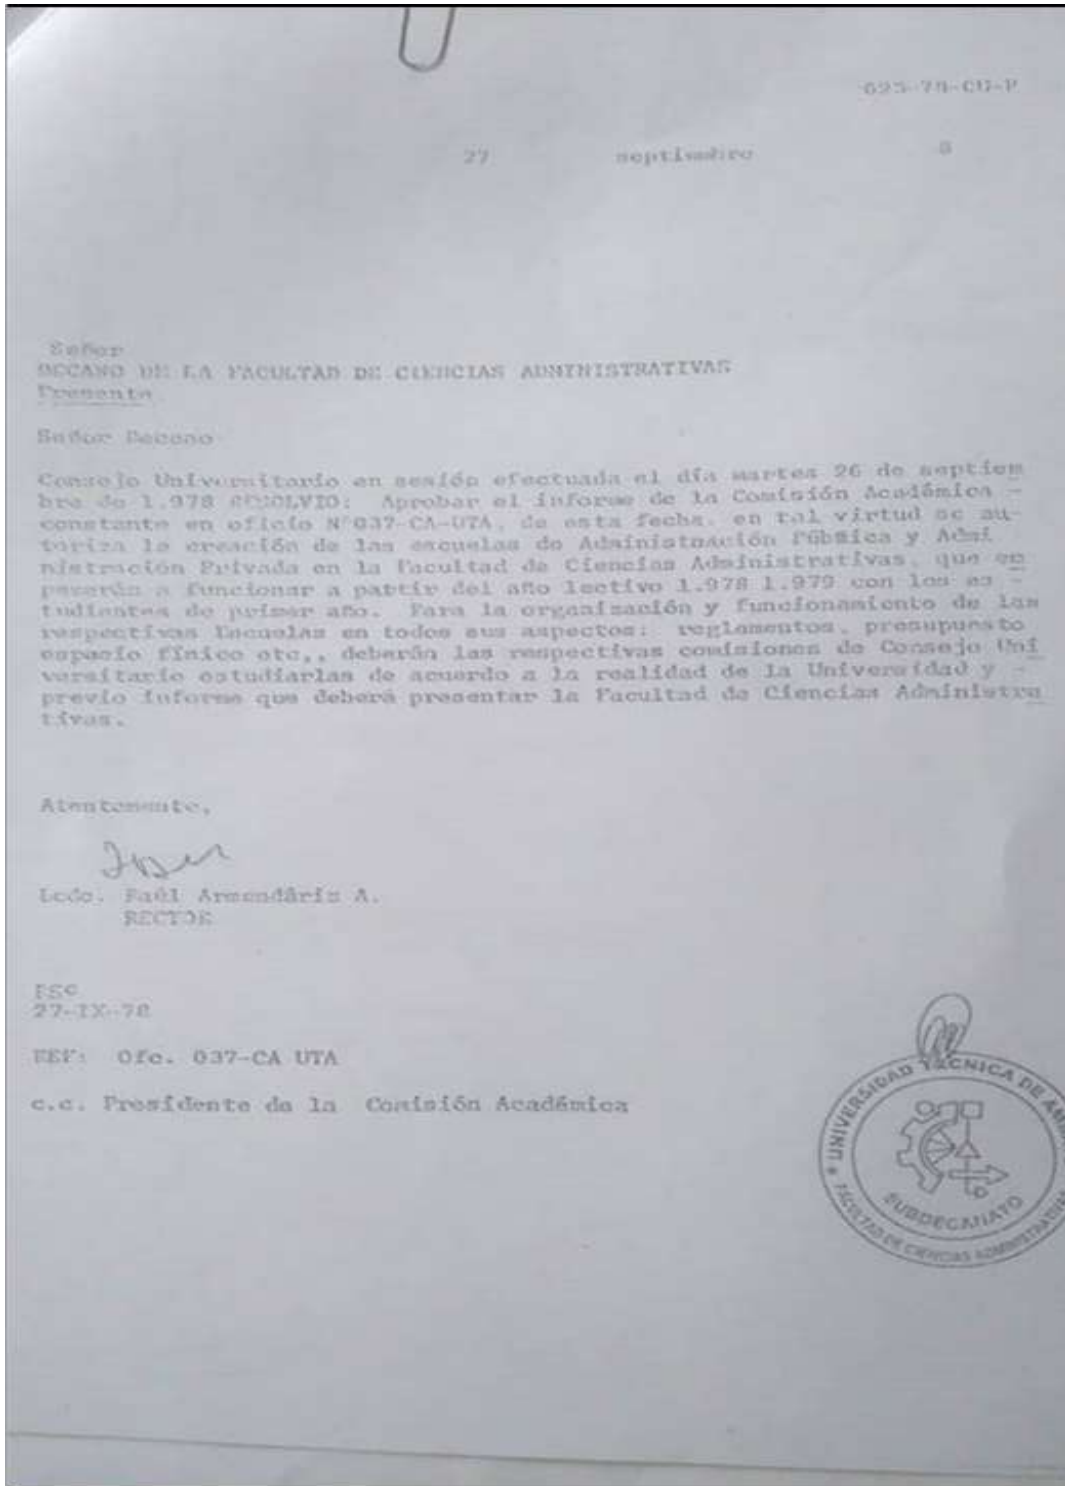 625-78-CU-P
27 septiembre 8
Señor
DECANO DE LA FACULTAD DE CIENCIAS ADMINISTRATIVAS
Presente
Señor Decano
Consejo Universitario en sesión efectuada el día martes 26 de septiem
bre de 1.978 RESOLVIO: Aprobar el informe de la Comisión Académica -
constante en oficio N°037-CA-UTA, de esta fecha, en tal virtud se au-
toriza la creación de las escuelas de Administración Pública y Admi
nistración Privada en la Facultad de Ciencias Administrativas, que em
pezarán a funcionar a partir del año lectivo 1.978 1.979 con los es -
tudiantes de primer año. Para la organización y funcionamiento de las
respectivas Escuelas en todos sus aspectos: reglamentos, presupuesto
espacio físico etc., deberán las respectivas comisiones de Consejo Uni
versitario estudiarlas de acuerdo a la realidad de la Universidad y -
previo informe que deberá presentar la Facultad de Ciencias Administra
tivas.
Atentamente,
Lcdo. Raúl Armendáriz A.
RECTOR
27-IX-78
REF: Ofc. 037-CA UTA
c.c. Presidente de la Comisión Académica
* UNIVERSIDAD TECNICA DE
SUBDECANATO
FACULTAD DE CIENCIAS ADMINISTRATIVAS